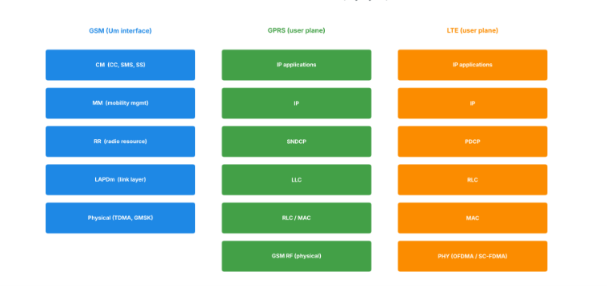 GSM (Um interface)
CM (CC, SMS, SS)
MM (mobility mgmt)
RR (radio resource)
LAPDm (link layer)
Physical (TDMA, GMSK)
GPRS (user plane)
IP applications
IP
SNDCP
LLC
RLC / MAC
GSM RF (physical)
LTE (user plane)
IP applications
IP
PDCP
RLC
MAC
PHY (OFDMA / SC-FDMA)